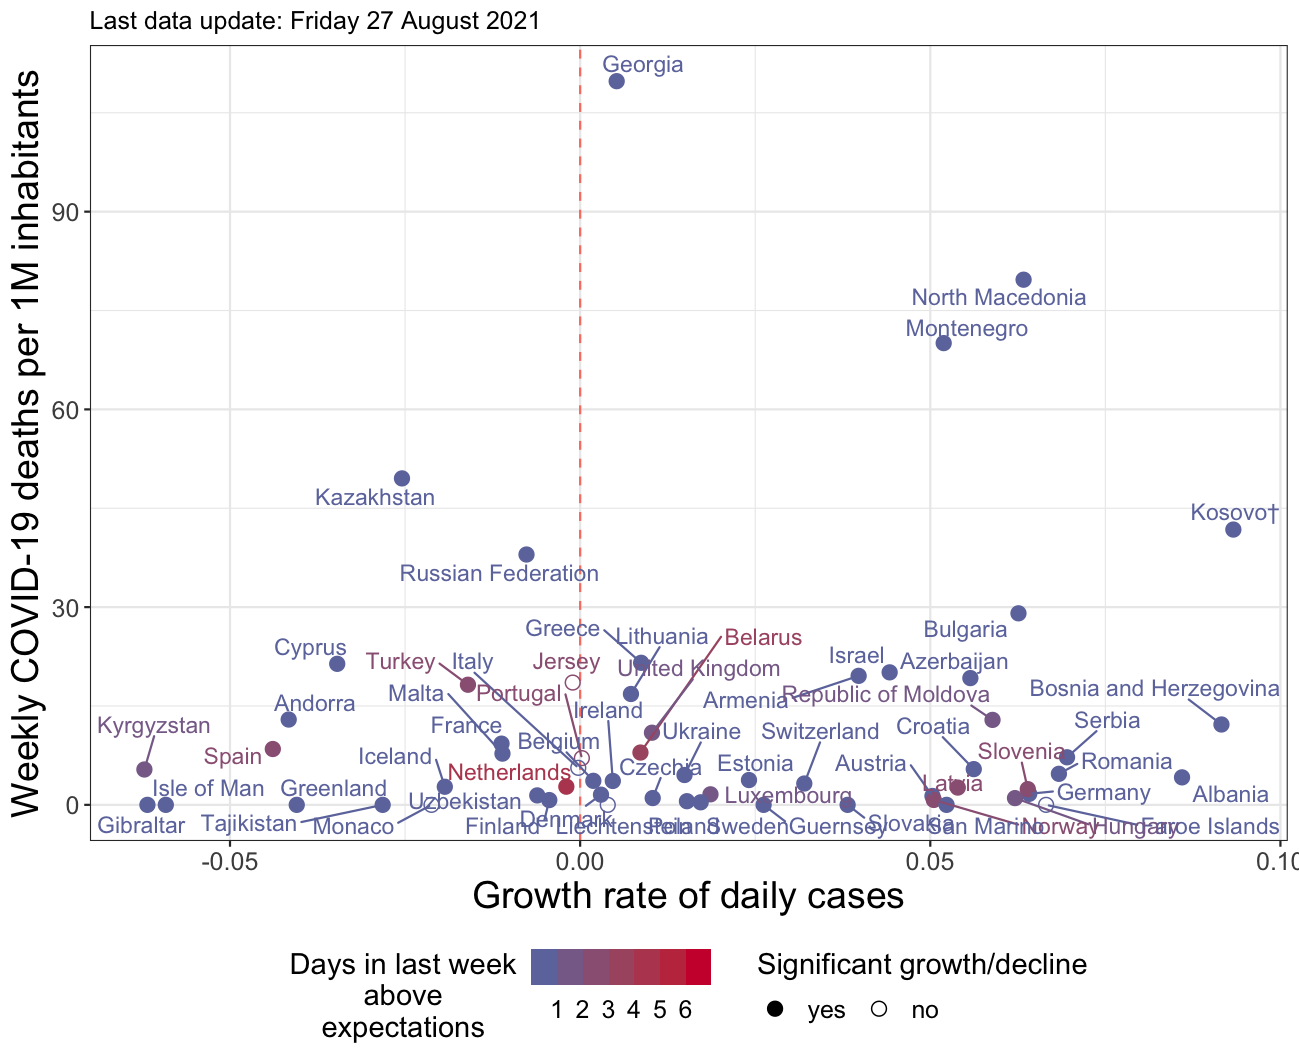 Last data update: Friday 27 August 2021
Weekly COVID-19 deaths per 1M inhabitants
90
60
30
0
Georgia
North Macedonia
Montenegro
Kazakhstan
Kosovo†
Russian Federation
Greece
Lithuania
Belarus
Bulgaria
Cyprus
Turkey
Italy
Jersey
United Kingdom
Israel
Azerbaijan
Malta
Portugal
Armenia
Republic of Moldova
Bosnia and Herzegovina
Andorra
Ireland
Kyrgyzstan
France
Belgium
Ukraine
Switzerland
Croatia
Serbia
Spain
Iceland
Netherlands
Czechia
Estonia
Austria
Slovenia
Romania
Isle of Man
Greenland
Uzbekistan
Luxembourg
Latvia
Germany
Albania
Gibraltar
Tajikistan
Monaco
Finland
Denmark
Liechtenstein
Poland
Sweden
Guernsey
Slovakia
San Marino
Norway
Hungary
Faroe Islands
-0.05
0.00
0.05
0.10
Growth rate of daily cases
Days in last week
above
expectations
1 2 3 4 5 6
Significant growth/decline
yes
no